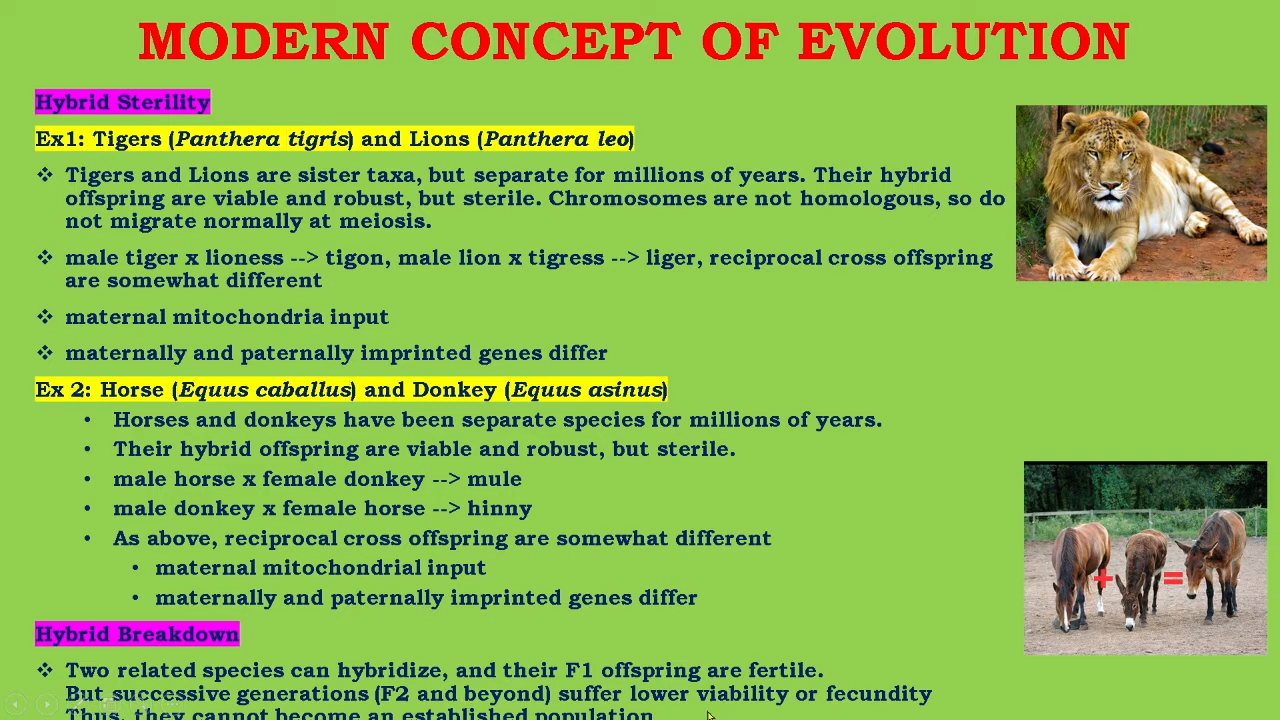 MODERN CONCEPT OF EVOLUTION
Hybrid Sterility
Ex1: Tigers (Panthera tigris) and Lions (Panthera leo)
❖ Tigers and Lions are sister taxa, but separate for millions of years. Their hybrid
offspring are viable and robust, but sterile. Chromosomes are not homologous, so do
not migrate normally at meiosis.
❖ male tiger x lioness --> tigon, male lion x tigress --> liger, reciprocal cross offspring
are somewhat different
❖ maternal mitochondria input
❖ maternally and paternally imprinted genes differ
Ex 2: Horse (Equus caballus) and Donkey (Equus asinus)
• Horses and donkeys have been separate species for millions of years.
• Their hybrid offspring are viable and robust, but sterile.
• male horse x female donkey --> mule
• male donkey x female horse --> hinny
• As above, reciprocal cross offspring are somewhat different
• maternal mitochondrial input
• maternally and paternally imprinted genes differ
+ =
Hybrid Breakdown
❖ Two related species can hybridize, and their F1 offspring are fertile.
But successive generations (F2 and beyond) suffer lower viability or fecundity
Thus, they cannot become an established population